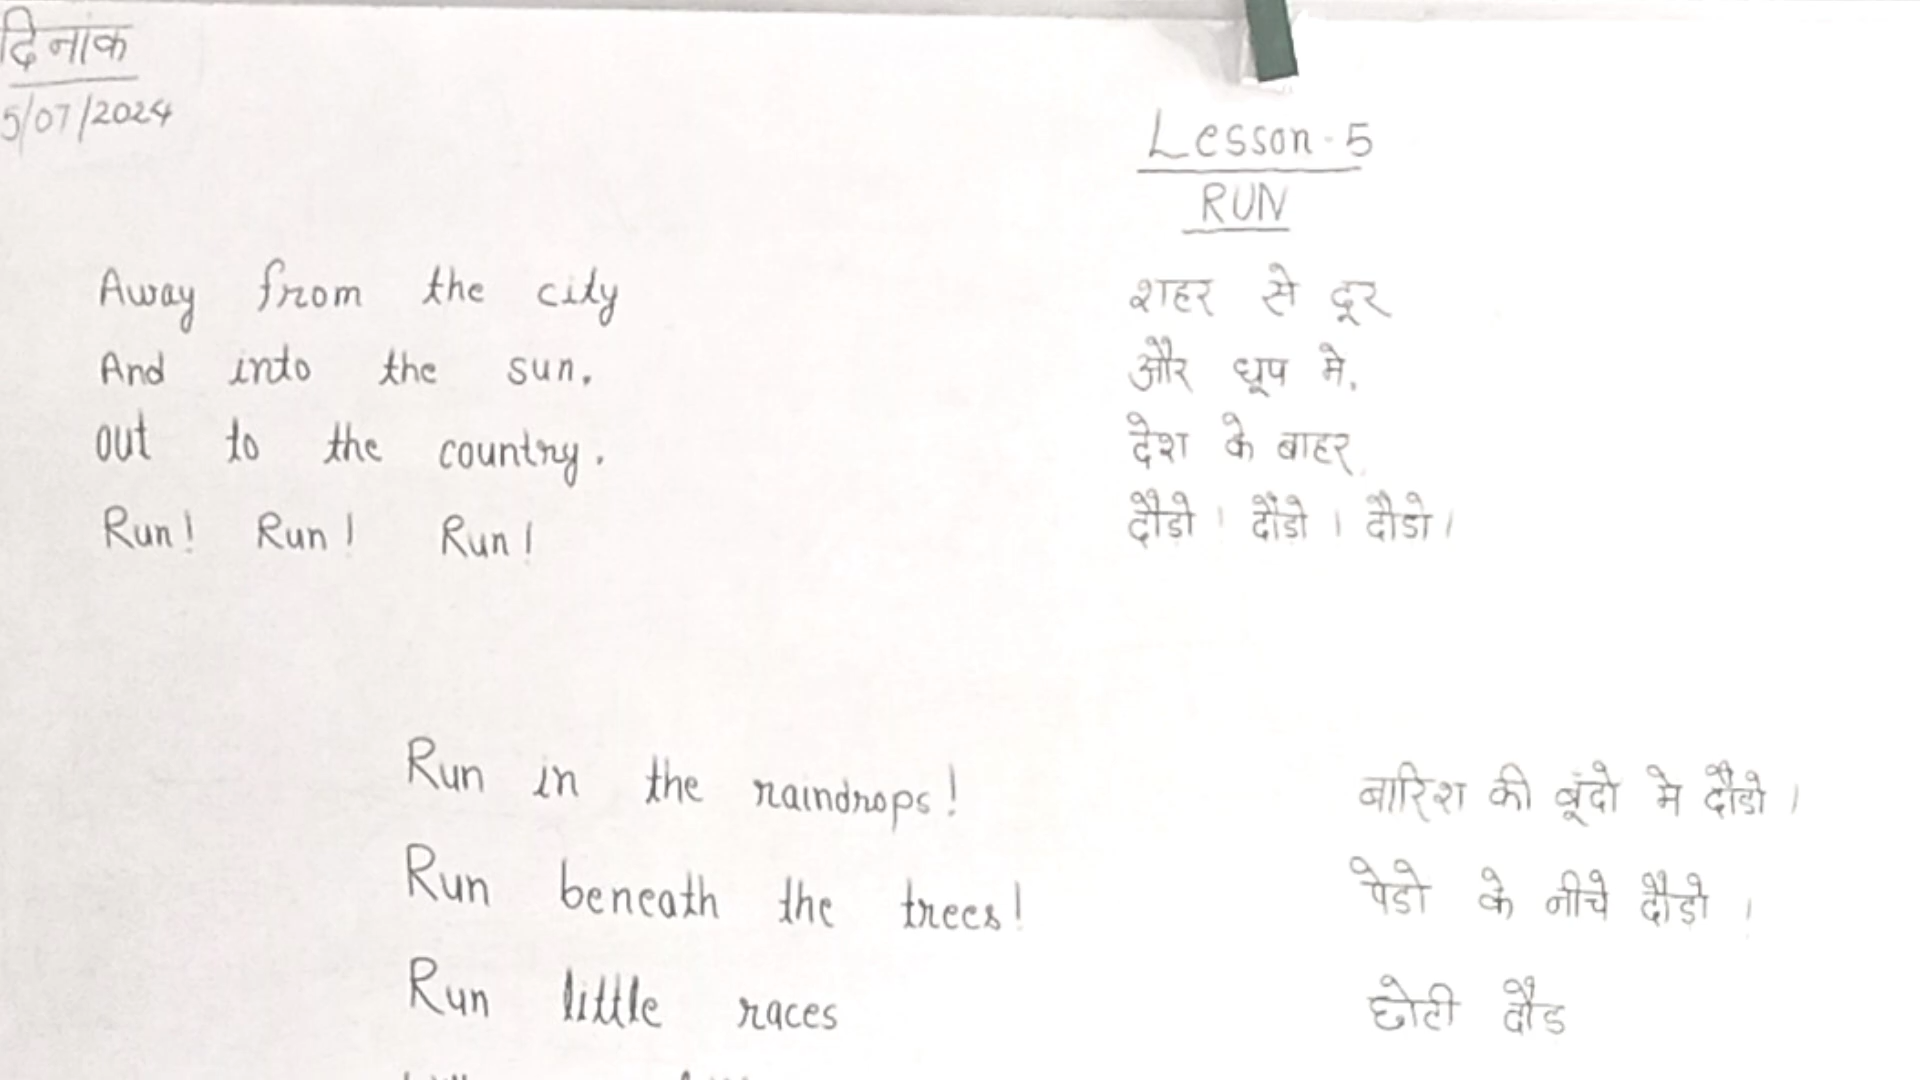 दिनांक
5/07/2024
Lesson-5
RUN
Away from the city
शहर से दूर
And into the sun.
और धूप मे,
out to the country.
देश के बाहर
Run! Run! Run!
दौडो । दौडो । दौडो ।
Run in the raindrops!
बारिश की बूंदो मे दौडो ।
Run beneath the trees!
पेडो के नीचे दौडो ।
Run little races
छोटी दौड